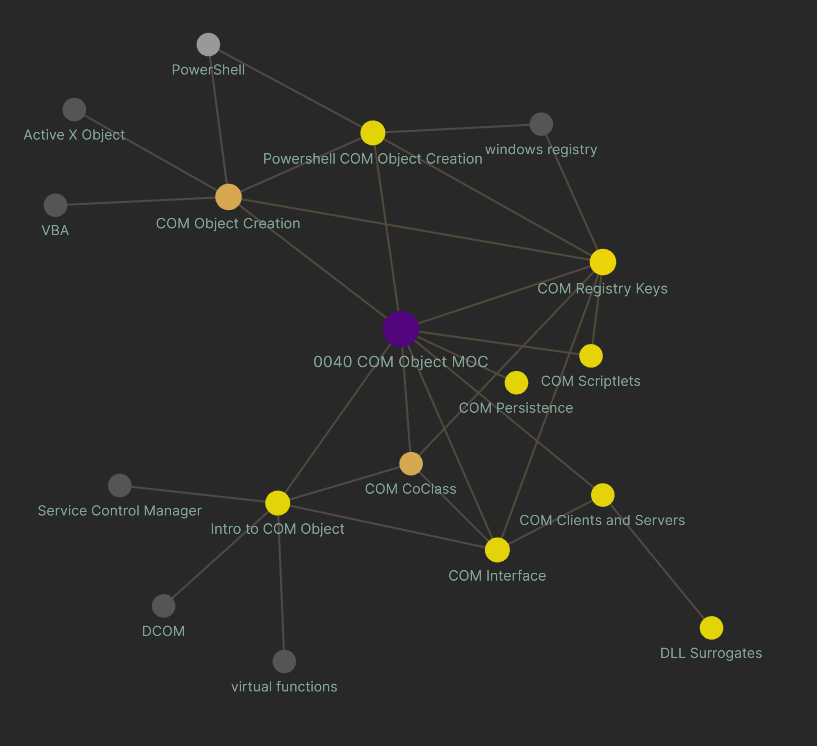 PowerShell
Active X Object
Powershell COM Object Creation
windows registry
COM Object Creation
VBA
COM Registry Keys
0040 COM Object MOC
COM Scriptlets
COM Persistence
COM CoClass
Service Control Manager
Intro to COM Object
COM Clients and Servers
COM Interface
DCOM
DLL Surrogates
virtual functions